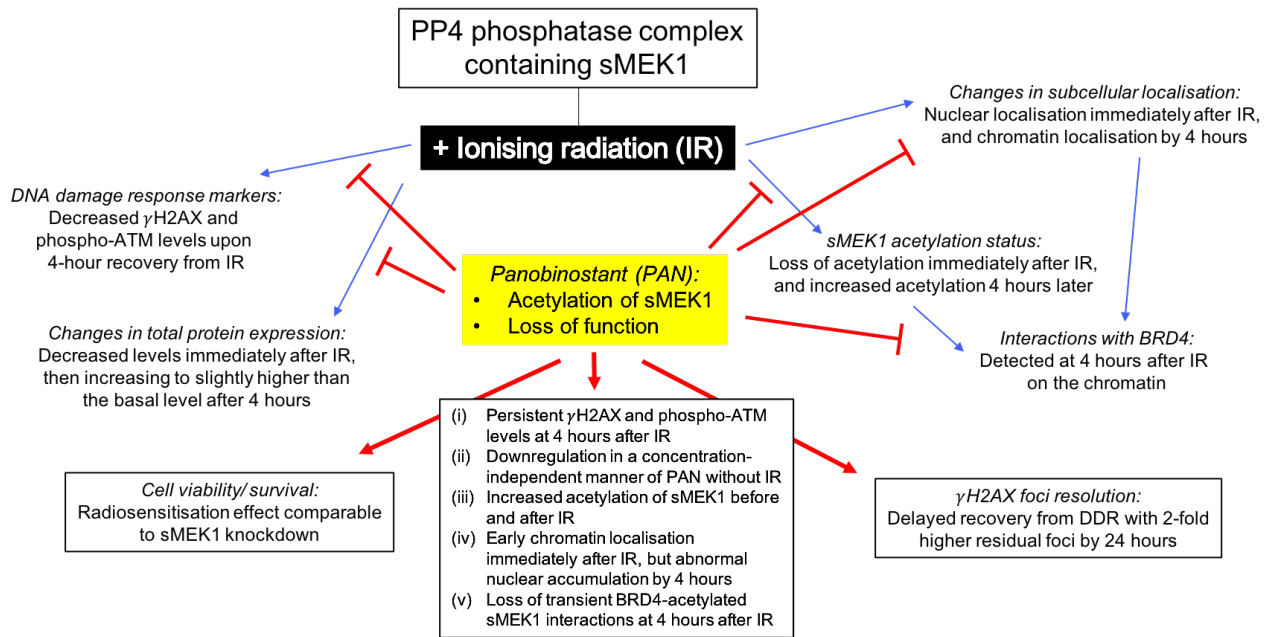 PP4 phosphatase complex
containing sMEK1
+ Ionising radiation (IR)
Changes in subcellular localisation:
Nuclear localisation immediately after IR,
and chromatin localisation by 4 hours
DNA damage response markers:
Decreased γH2AX and
phospho-ATM levels upon
4-hour recovery from IR
sMEK1 acetylation status:
Loss of acetylation immediately after IR,
and increased acetylation 4 hours later
Panobinostant (PAN):
• Acetylation of sMEK1
• Loss of function
Changes in total protein expression:
Decreased levels immediately after IR,
then increasing to slightly higher than
the basal level after 4 hours
Interactions with BRD4:
Detected at 4 hours after IR
on the chromatin
(i) Persistent γH2AX and phospho-ATM
levels at 4 hours after IR
(ii) Downregulation in a concentration-
independent manner of PAN without IR
(iii) Increased acetylation of sMEK1 before
and after IR
(iv) Early chromatin localisation
immediately after IR, but abnormal
nuclear accumulation by 4 hours
(v) Loss of transient BRD4-acetylated
sMEK1 interactions at 4 hours after IR
Cell viability/ survival:
Radiosensitisation effect comparable
to sMEK1 knockdown
γH2AX foci resolution:
Delayed recovery from DDR with 2-fold
higher residual foci by 24 hours